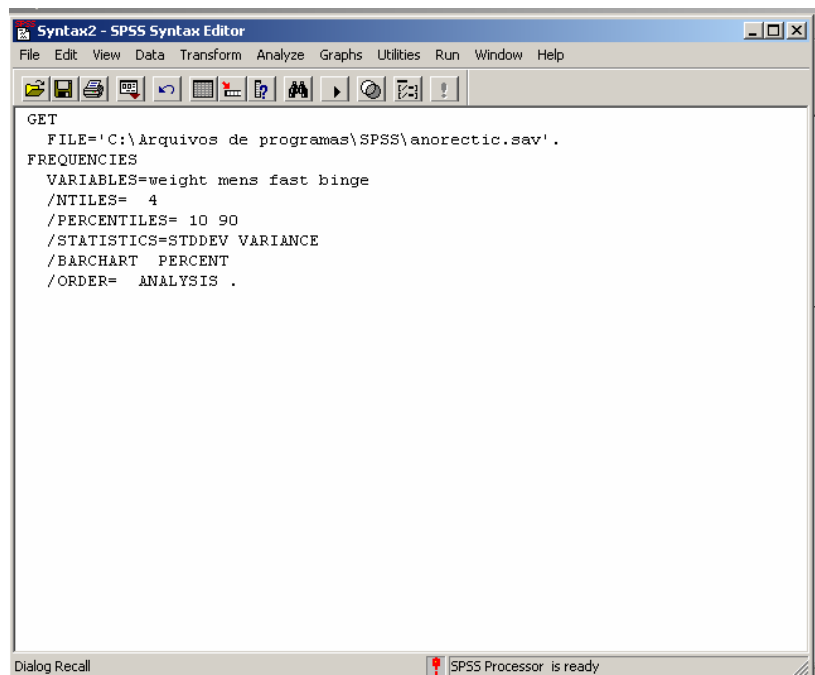 Syntax2 - SPSS Syntax Editor
File Edit View Data Transform Analyze Graphs Utilities Run Window Help
GET
FILE='C:\Arquivos de programas\SPSS\anorectic.sav'.
FREQUENCIES
VARIABLES=weight mens fast binge
/NTILES= 4
/PERCENTILES= 10 90
/STATISTICS=STDDEV VARIANCE
/BARCHART PERCENT
/ORDER= ANALYSIS .
Dialog Recall SPSS Processor is ready